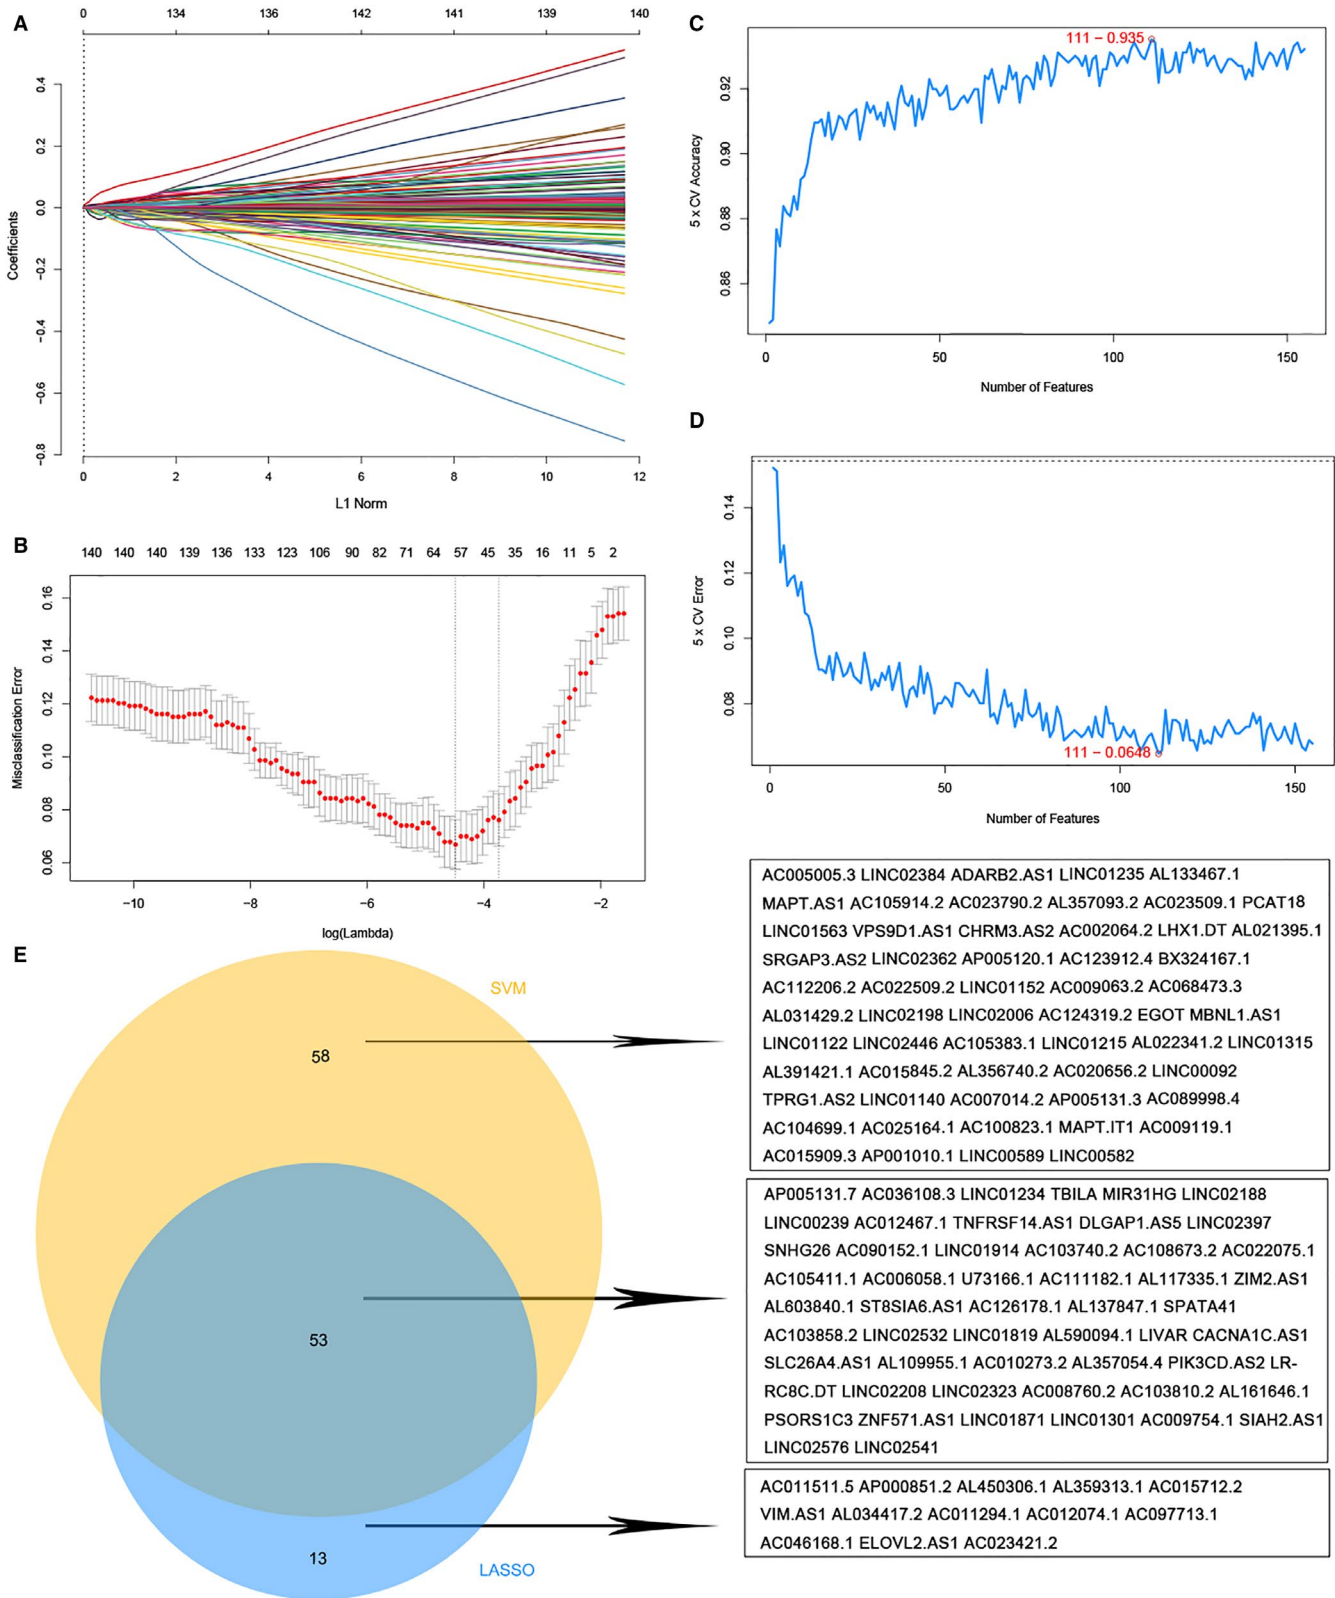 A
0 134 136 142 141 139 140
0.4
0.2
0.0
−0.2
−0.4
−0.6
−0.8
Coefficients
0 2 4 6 8 10 12
L1 Norm
B
140 140 140 139 136 133 123 106 90 82 71 64 57 45 35 16 11 5 2
0.16
0.14
0.12
0.10
0.08
0.06
Misclassification Error
−10 −8 −6 −4 −2
log(Lambda)
C
111 − 0.935
0.92
0.90
0.88
0.86
5 x CV Accuracy
0 50 100 150
Number of Features
D
0.14
0.12
0.10
0.08
5 x CV Error
111 − 0.0648
0 50 100 150
Number of Features
E
SVM
58
53
13
LASSO
AC005005.3 LINC02384 ADARB2.AS1 LINC01235 AL133467.1
MAPT.AS1 AC105914.2 AC023790.2 AL357093.2 AC023509.1 PCAT18
LINC01563 VPS9D1.AS1 CHRM3.AS2 AC002064.2 LHX1.DT AL021395.1
SRGAP3.AS2 LINC02362 AP005120.1 AC123912.4 BX324167.1
AC112206.2 AC022509.2 LINC01152 AC009063.2 AC068473.3
AL031429.2 LINC02198 LINC02006 AC124319.2 EGOT MBNL1.AS1
LINC01122 LINC02446 AC105383.1 LINC01215 AL022341.2 LINC01315
AL391421.1 AC015845.2 AL356740.2 AC020656.2 LINC00092
TPRG1.AS2 LINC01140 AC007014.2 AP005131.3 AC089998.4
AC104699.1 AC025164.1 AC100823.1 MAPT.IT1 AC009119.1
AC015909.3 AP001010.1 LINC00589 LINC00582
AP005131.7 AC036108.3 LINC01234 TBILA MIR31HG LINC02188
LINC00239 AC012467.1 TNFRSF14.AS1 DLGAP1.AS5 LINC02397
SNHG26 AC090152.1 LINC01914 AC103740.2 AC108673.2 AC022075.1
AC105411.1 AC006058.1 U73166.1 AC111182.1 AL117335.1 ZIM2.AS1
AL603840.1 ST8SIA6.AS1 AC126178.1 AL137847.1 SPATA41
AC103858.2 LINC02532 LINC01819 AL590094.1 LIVAR CACNA1C.AS1
SLC26A4.AS1 AL109955.1 AC010273.2 AL357054.4 PIK3CD.AS2 LR-
RC8C.DT LINC02208 LINC02323 AC008760.2 AC103810.2 AL161646.1
PSORS1C3 ZNF571.AS1 LINC01871 LINC01301 AC009754.1 SIAH2.AS1
LINC02576 LINC02541
AC011511.5 AP000851.2 AL450306.1 AL359313.1 AC015712.2
VIM.AS1 AL034417.2 AC011294.1 AC012074.1 AC097713.1
AC046168.1 ELOVL2.AS1 AC023421.2